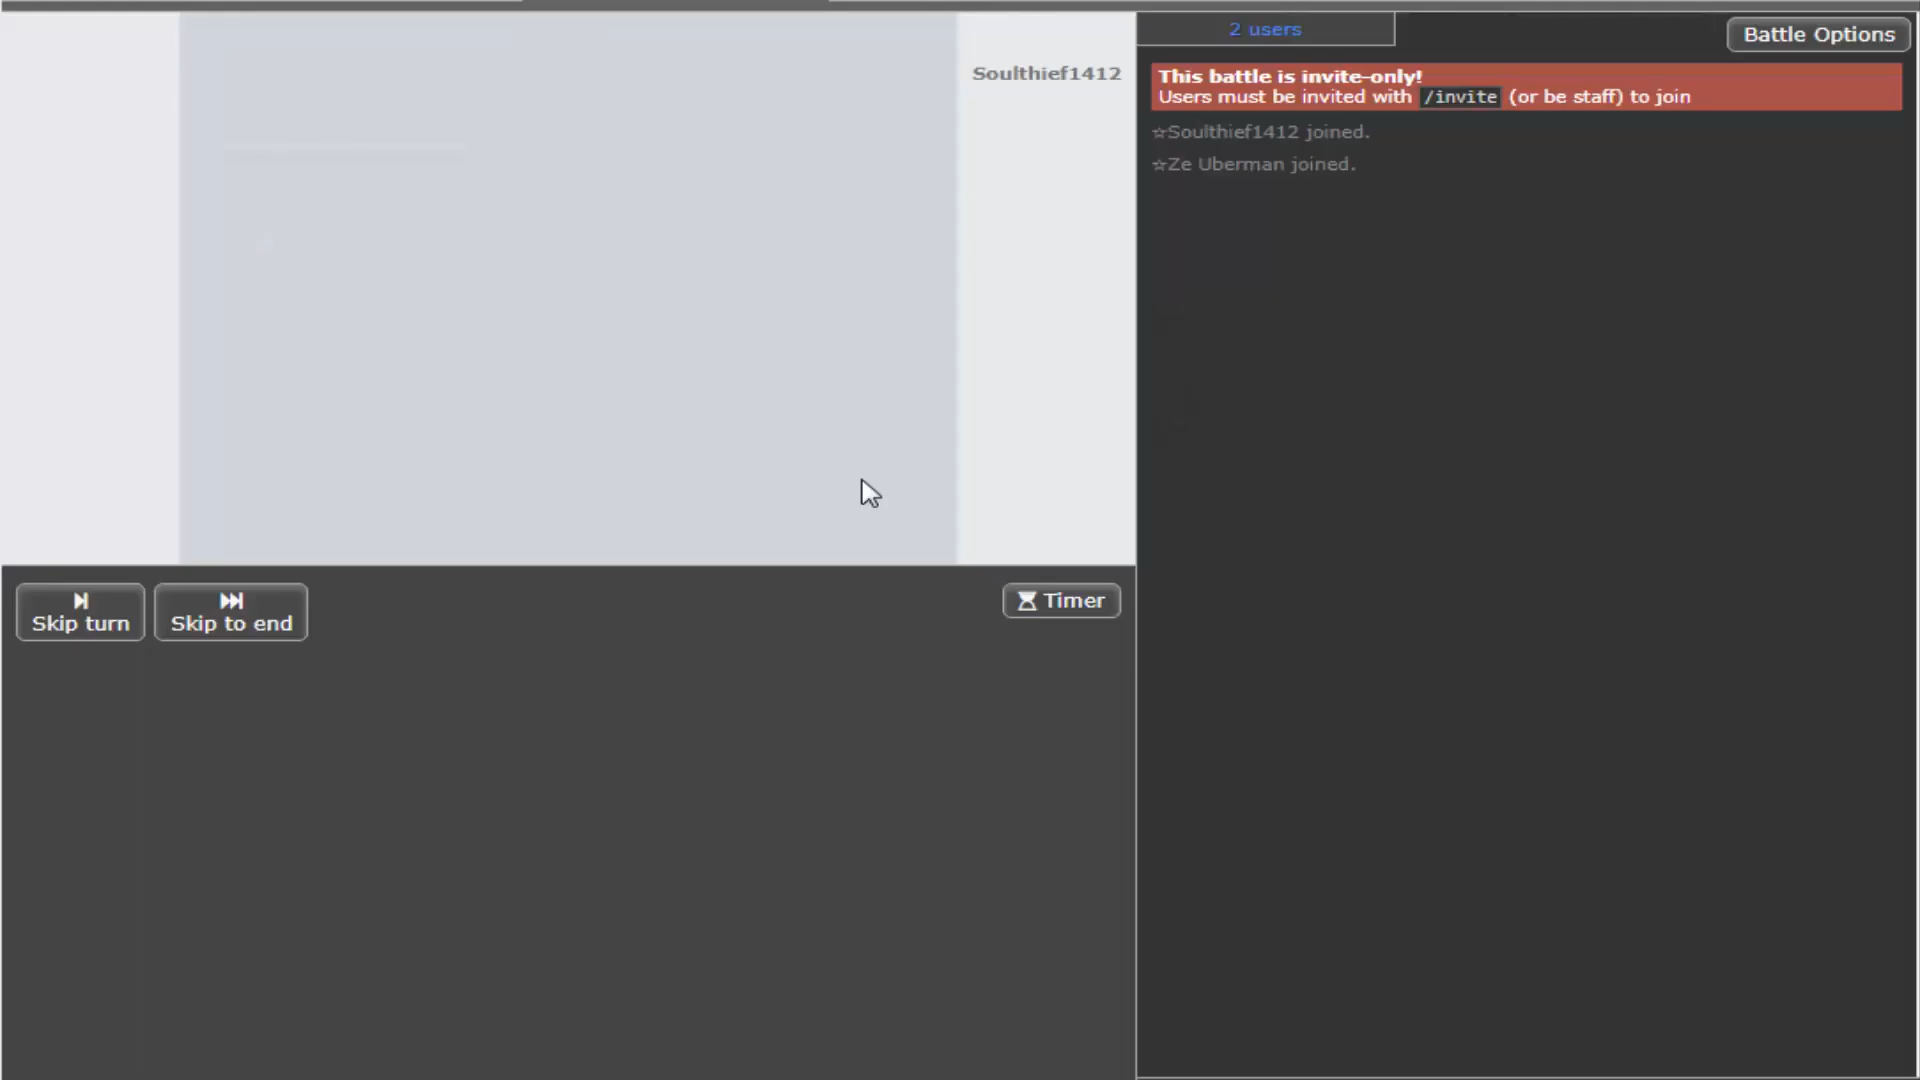 2 users
Battle Options
Soulthief1412
This battle is invite-only!
Users must be invited with /invite (or be staff) to join
☆Soulthief1412 joined.
☆Ze Uberman joined.
Skip turn
Skip to end
Timer